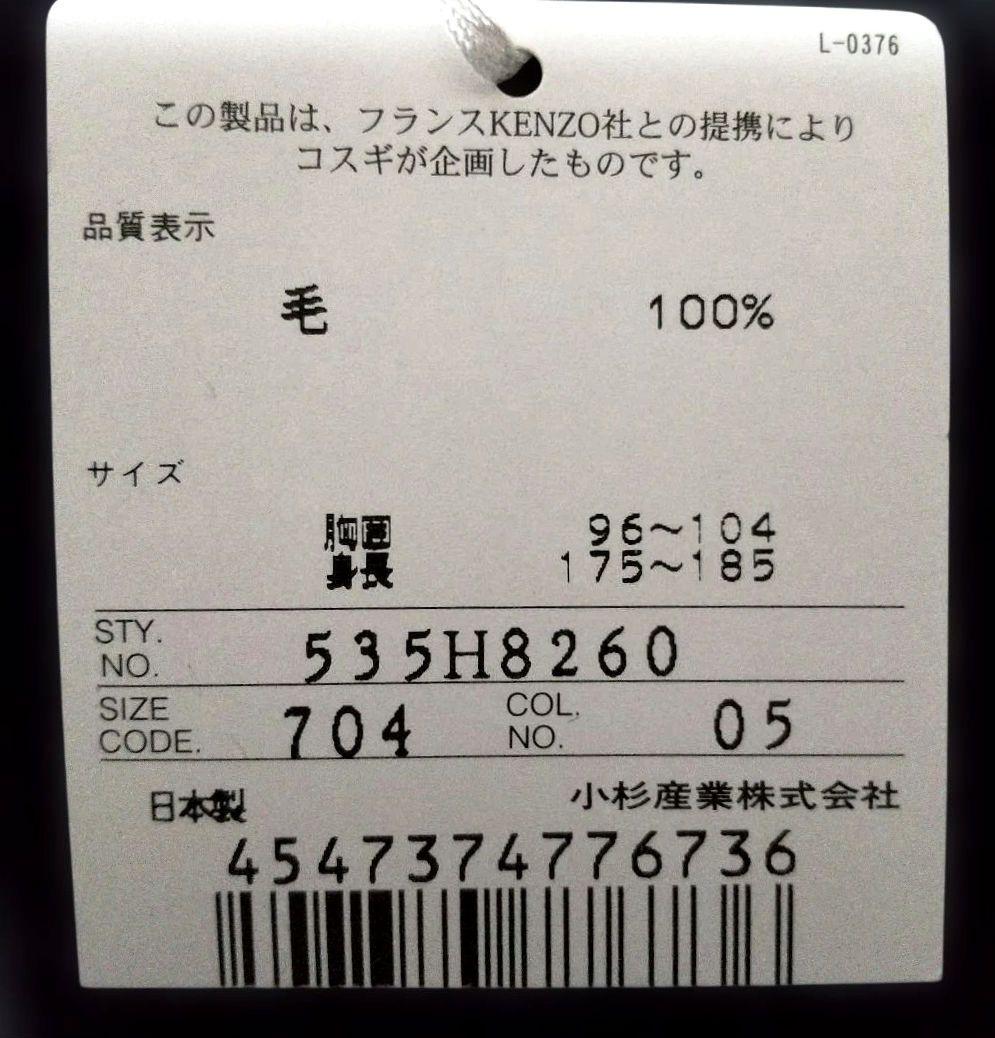 L-0376
この製品は、フランスKENZO社との提携により
コスギが企画したものです。
品質表示
毛 100%
サイズ
胸囲 96〜104
身長 175〜185
STY. NO. 535H8260
SIZE CODE. 704 COL. NO. 05
日本製 小杉産業株式会社
4547374776736